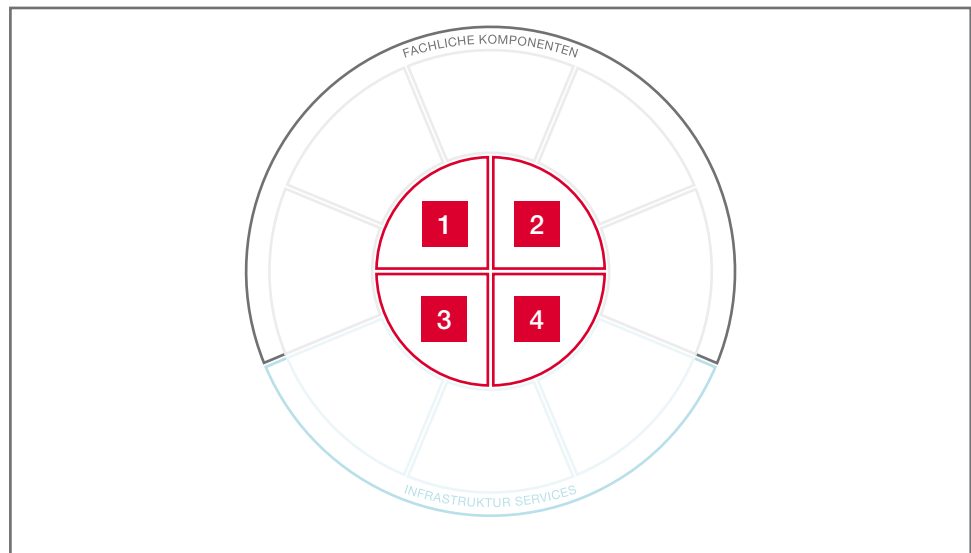 FACHLICHE KOMPONENTEN
1 2
3 4
INFRASTRUKTUR SERVICES